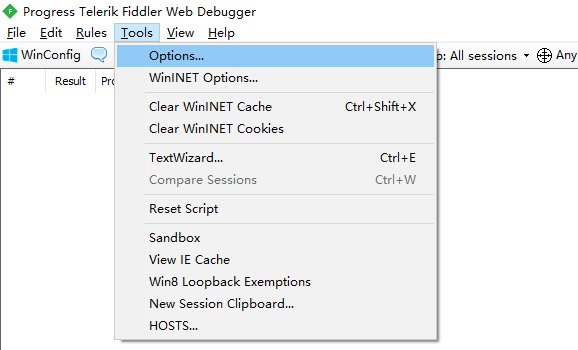 Progress Telerik Fiddler Web Debugger
File Edit Rules Tools View Help
WinConfig p: All sessions Any
# Result Pro
Options...
WinINET Options...
Clear WinINET Cache Ctrl+Shift+X
Clear WinINET Cookies
TextWizard... Ctrl+E
Compare Sessions Ctrl+W
Reset Script
Sandbox
View IE Cache
Win8 Loopback Exemptions
New Session Clipboard...
HOSTS...